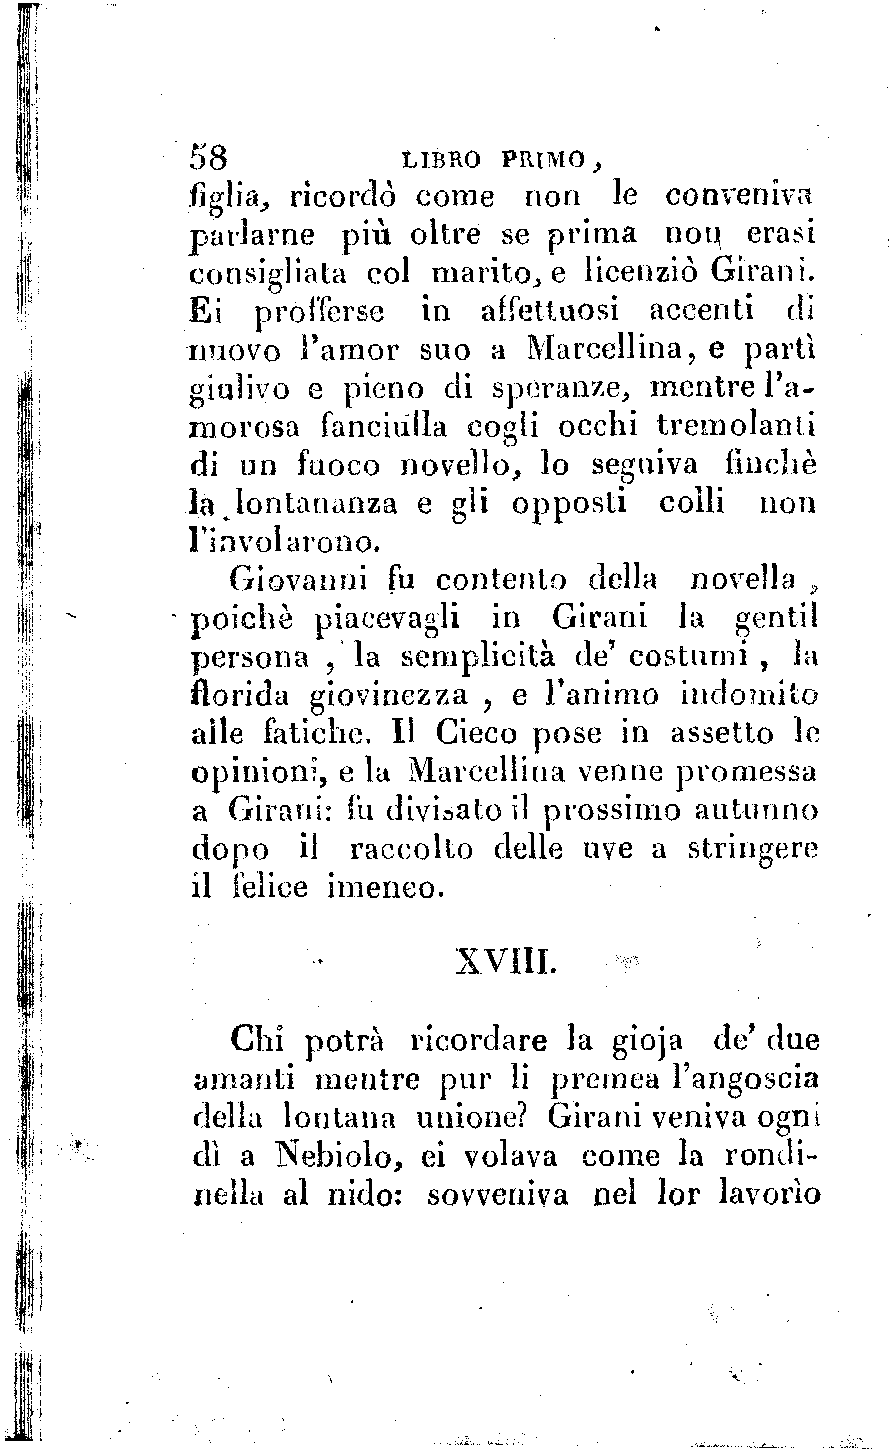 58 LIBRO PRIMO,
figlia, ricordò come non le conveniva
parlarne più oltre se prima non erasi
consigliata col marito, e licenziò Girani.
Ei profferse in affettuosi accenti di
nuovo l'amor suo a Marcellina, e partì
giulivo e pieno di speranze, mentre l'a-
morosa fanciulla cogli occhi tremolanti
di un fuoco novello, lo seguiva finchè
la lontananza e gli opposti colli non
l'involarono.
Giovanni fu contento della novella,
poichè piacevagli in Girani la gentil
persona, la semplicità de' costumi, la
florida giovinezza, e l'animo indomito
alle fatiche. Il Cieco pose in assetto le
opinioni, e la Marcellina venne promessa
a Girani: fu divisato il prossimo autunno
dopo il raccolto delle uve a stringere
il felice imeneo.
XVIII.
Chi potrà ricordare la gioja de' due
amanti mentre pur li premea l'angoscia
della lontana unione? Girani veniva ogni
dì a Nebiolo, ei volava come la rondi-
nella al nido: sovveniva nel lor lavorìo